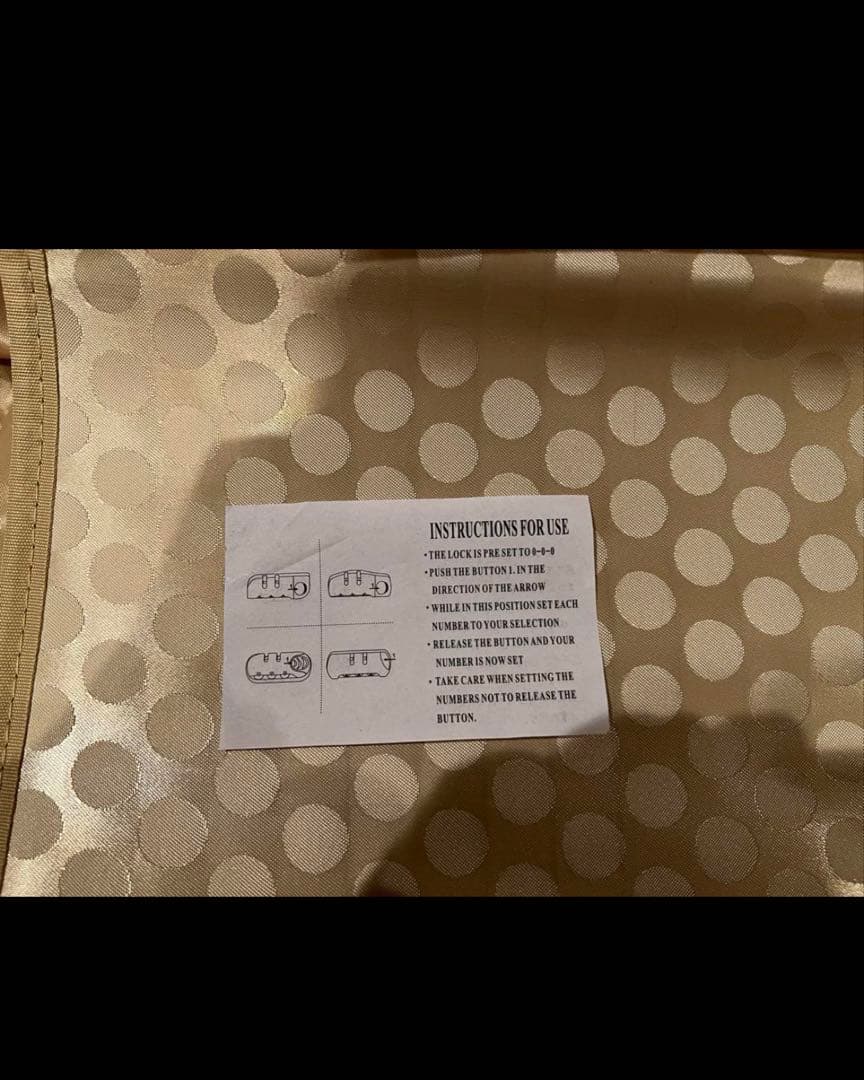 INSTRUCTIONS FOR USE
• THE LOCK IS PRE SET TO 0-0-0
• PUSH THE BUTTON 1. IN THE
DIRECTION OF THE ARROW
• WHILE IN THIS POSITION SET EACH
NUMBER TO YOUR SELECTION
• RELEASE THE BUTTON AND YOUR
NUMBER IS NOW SET
• TAKE CARE WHEN SETTING THE
NUMBERS NOT TO RELEASE THE
BUTTON.